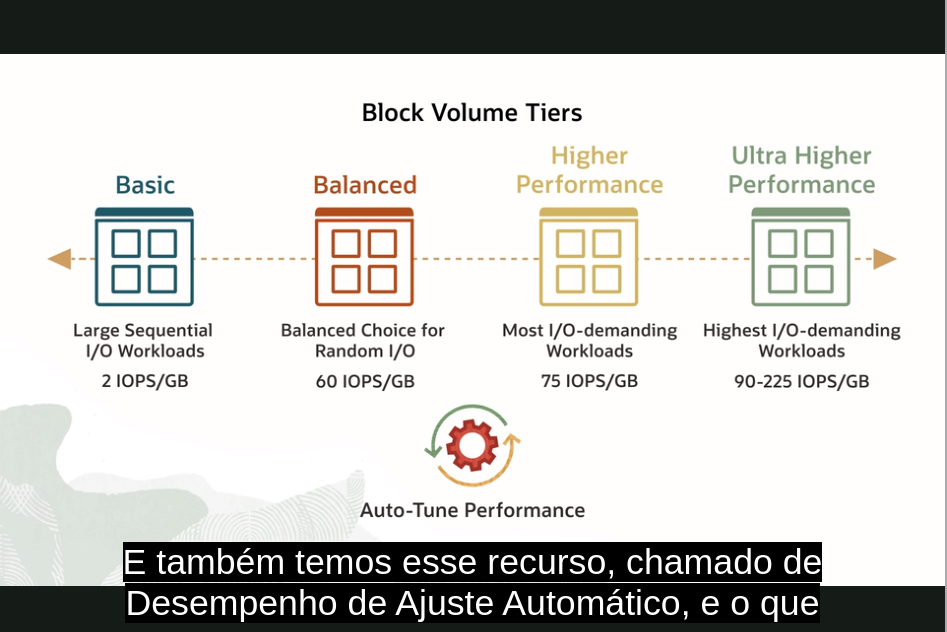 Block Volume Tiers
Basic
Large Sequential
I/O Workloads
2 IOPS/GB
Balanced
Balanced Choice for
Random I/O
60 IOPS/GB
Higher
Performance
Most I/O-demanding
Workloads
75 IOPS/GB
Ultra Higher
Performance
Highest I/O-demanding
Workloads
90-225 IOPS/GB
Auto-Tune Performance
E também temos esse recurso, chamado de
Desempenho de Ajuste Automático, e o que